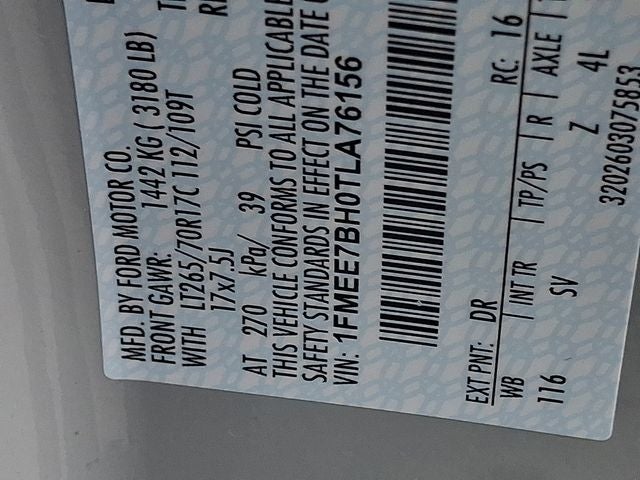 MFD. BY FORD MOTOR CO.
FRONT GAWR: 1442 KG ( 3180 LB)
WITH LT265/70R17C 112/109T
17x7.5J
AT 270 kPa/ 39 PSI COLD
THIS VEHICLE CONFORMS TO ALL APPLICABLE
SAFETY STANDARDS IN EFFECT ON THE DATE
VIN: 1FMEE7BH0TLA76156
EXT PNT: DR RC: 16
WB | INT TR | TP/PS | R | AXLE |
116 SV Z 4L
3202603075853